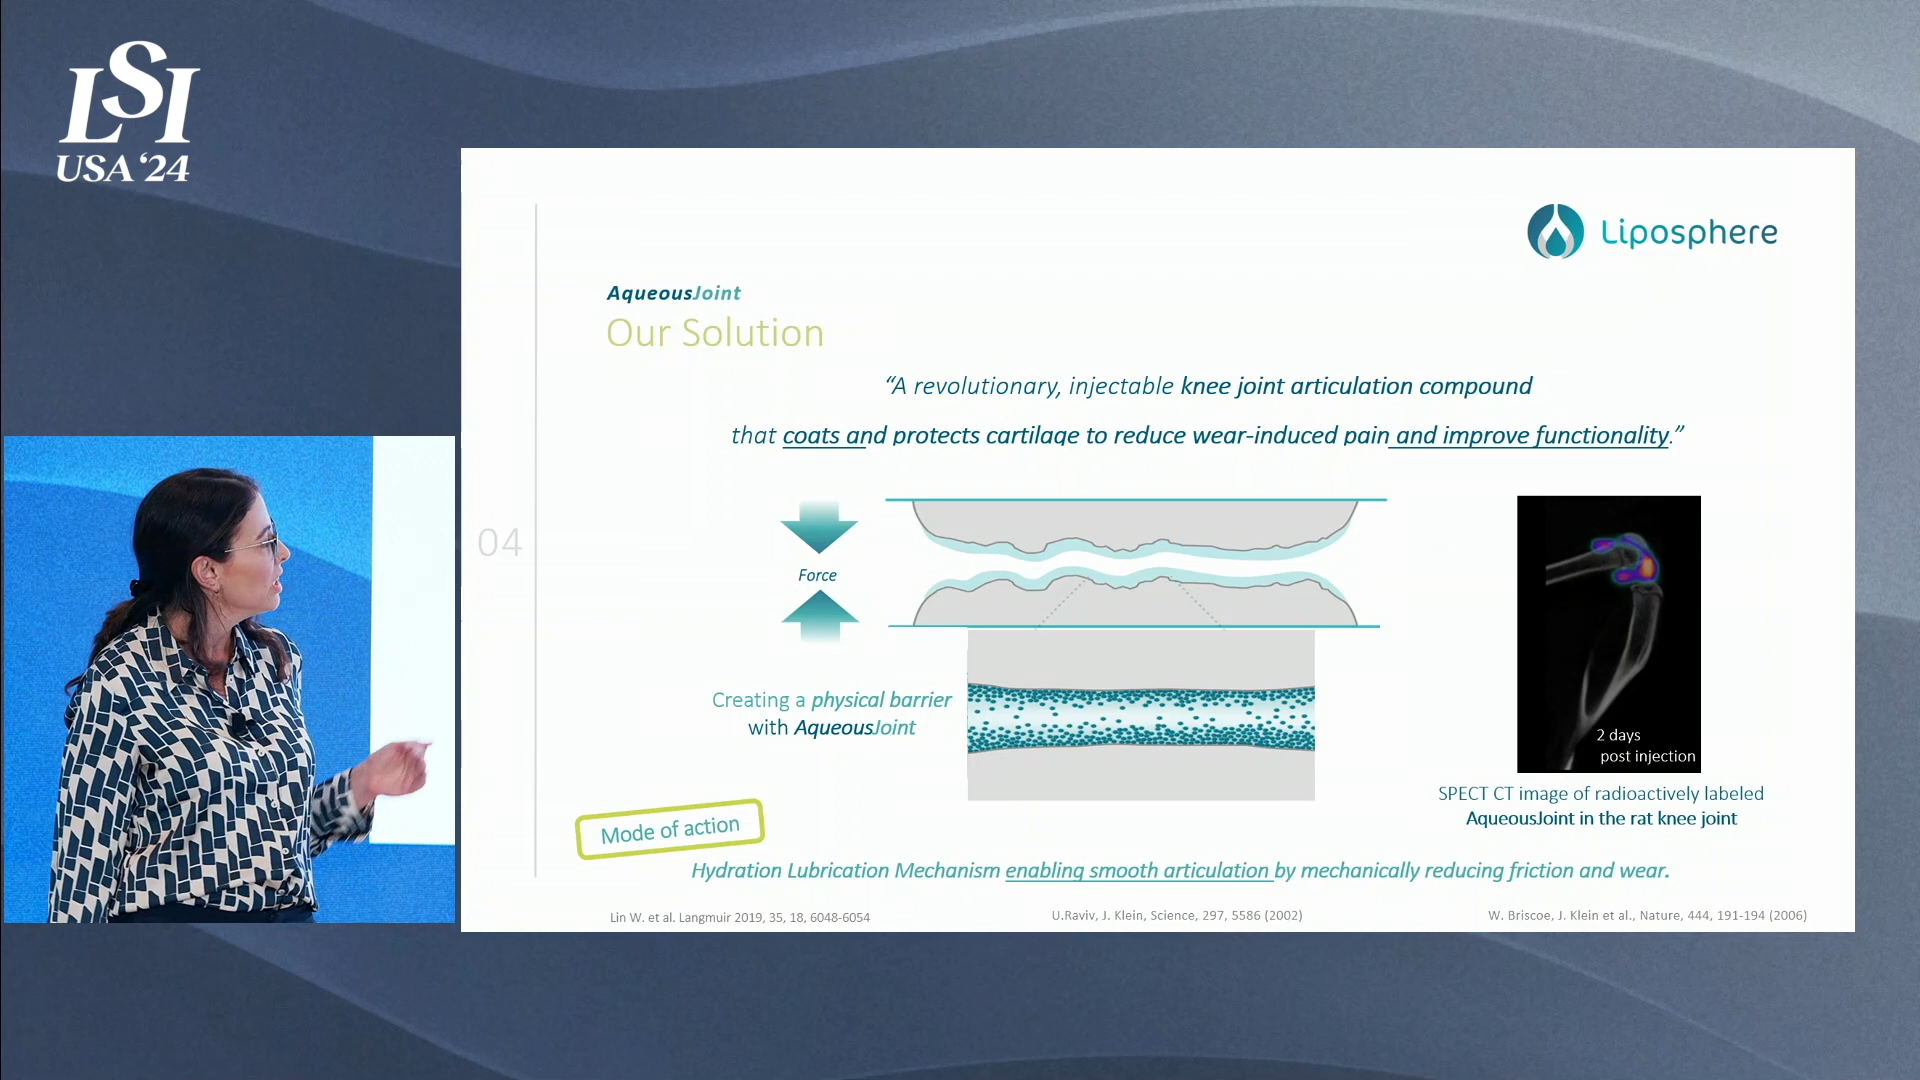 LSI
USA '24
Liposphere
AqueousJoint
Our Solution
“A revolutionary, injectable knee joint articulation compound
that coats and protects cartilage to reduce wear-induced pain and improve functionality.”
Force
04
Creating a physical barrier
with AqueousJoint
2 days
post injection
SPECT CT image of radioactively labeled
AqueousJoint in the rat knee joint
Mode of action
Hydration Lubrication Mechanism enabling smooth articulation by mechanically reducing friction and wear.
Lin W. et al. Langmuir 2019, 35, 18, 6048-6054
U.Raviv, J. Klein, Science, 297, 5586 (2002)
W. Briscoe, J. Klein et al., Nature, 444, 191-194 (2006)